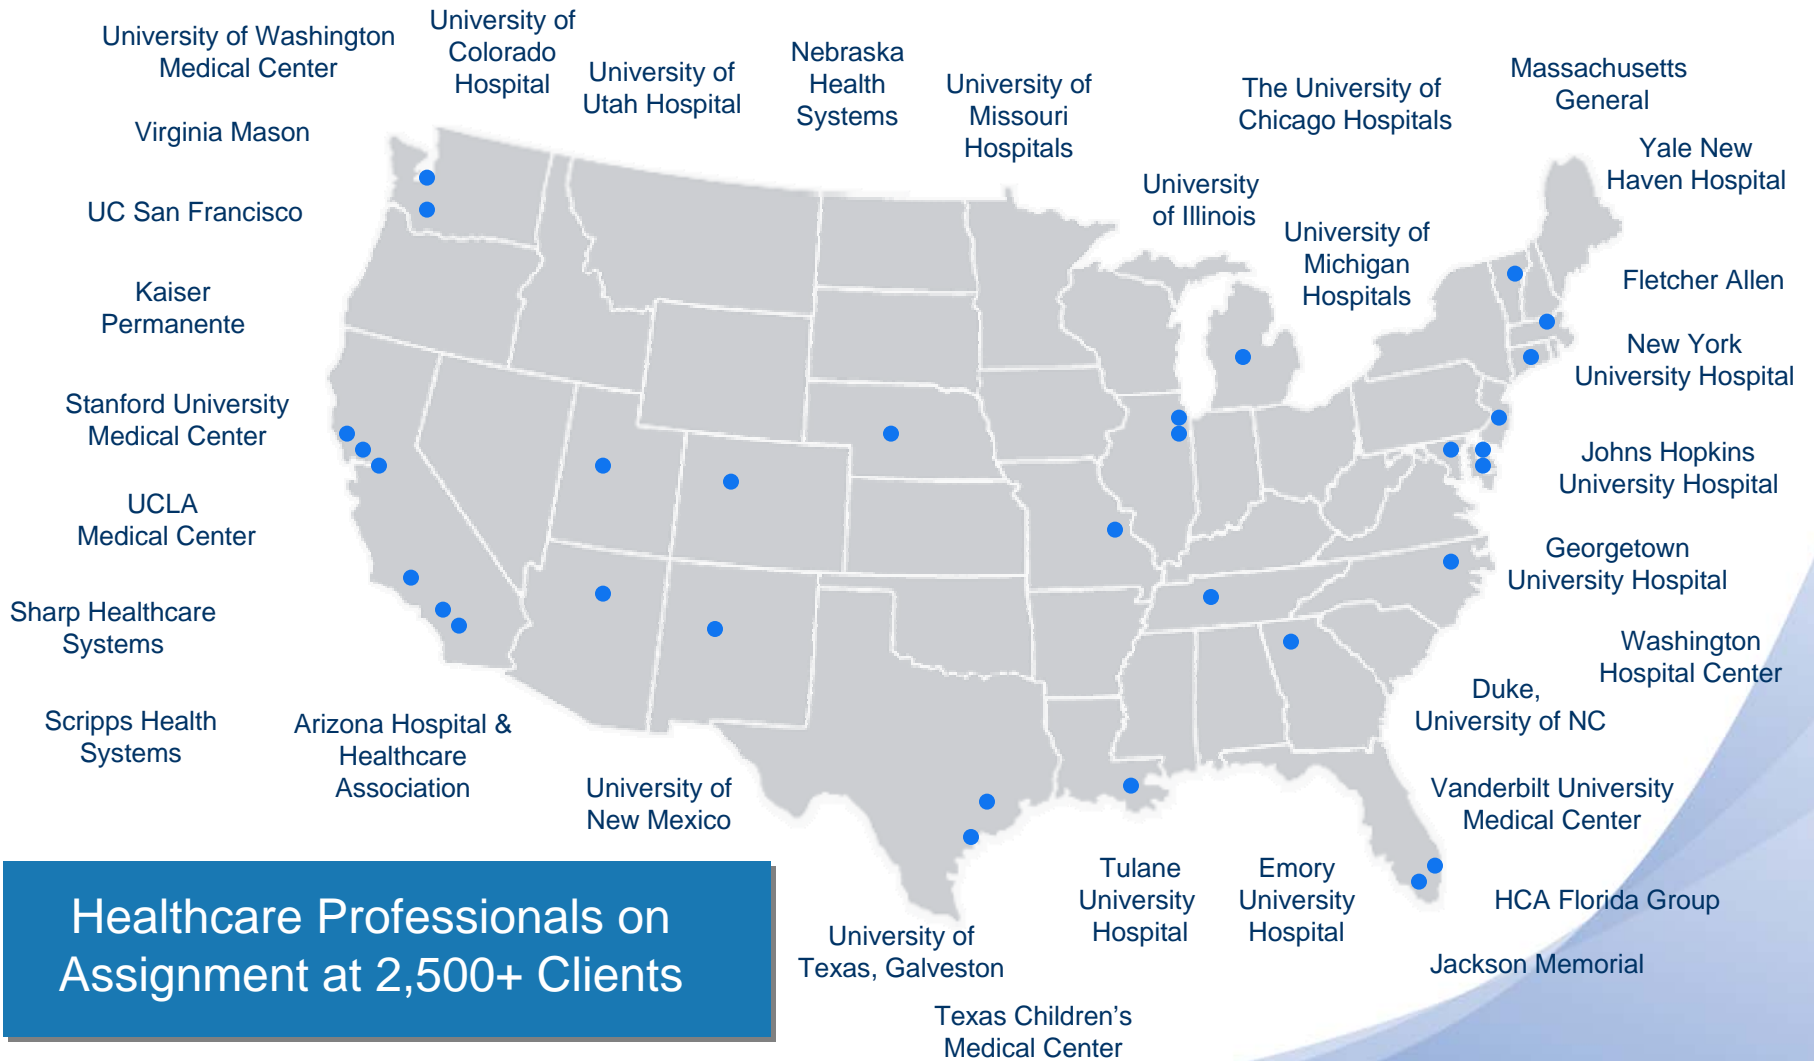 University of Washington
Medical Center
University of
Colorado
Hospital
University of
Utah Hospital
Nebraska
Health
Systems
University of
Missouri
Hospitals
The University of
Chicago Hospitals
Massachusetts
General
Virginia Mason
Yale New
Haven Hospital
UC San Francisco
University
of Illinois
University of
Michigan
Hospitals
Kaiser
Permanente
Fletcher Allen
New York
University Hospital
Stanford University
Medical Center
Johns Hopkins
University Hospital
UCLA
Medical Center
Georgetown
University Hospital
Sharp Healthcare
Systems
Washington
Hospital Center
Scripps Health
Systems
Arizona Hospital &
Healthcare
Association
University of
New Mexico
Duke,
University of NC
Vanderbilt University
Medical Center
Tulane
University
Hospital
Emory
University
Hospital
HCA Florida Group
University of
Texas, Galveston
Jackson Memorial
Texas Children's
Medical Center
Healthcare Professionals on
Assignment at 2,500+ Clients